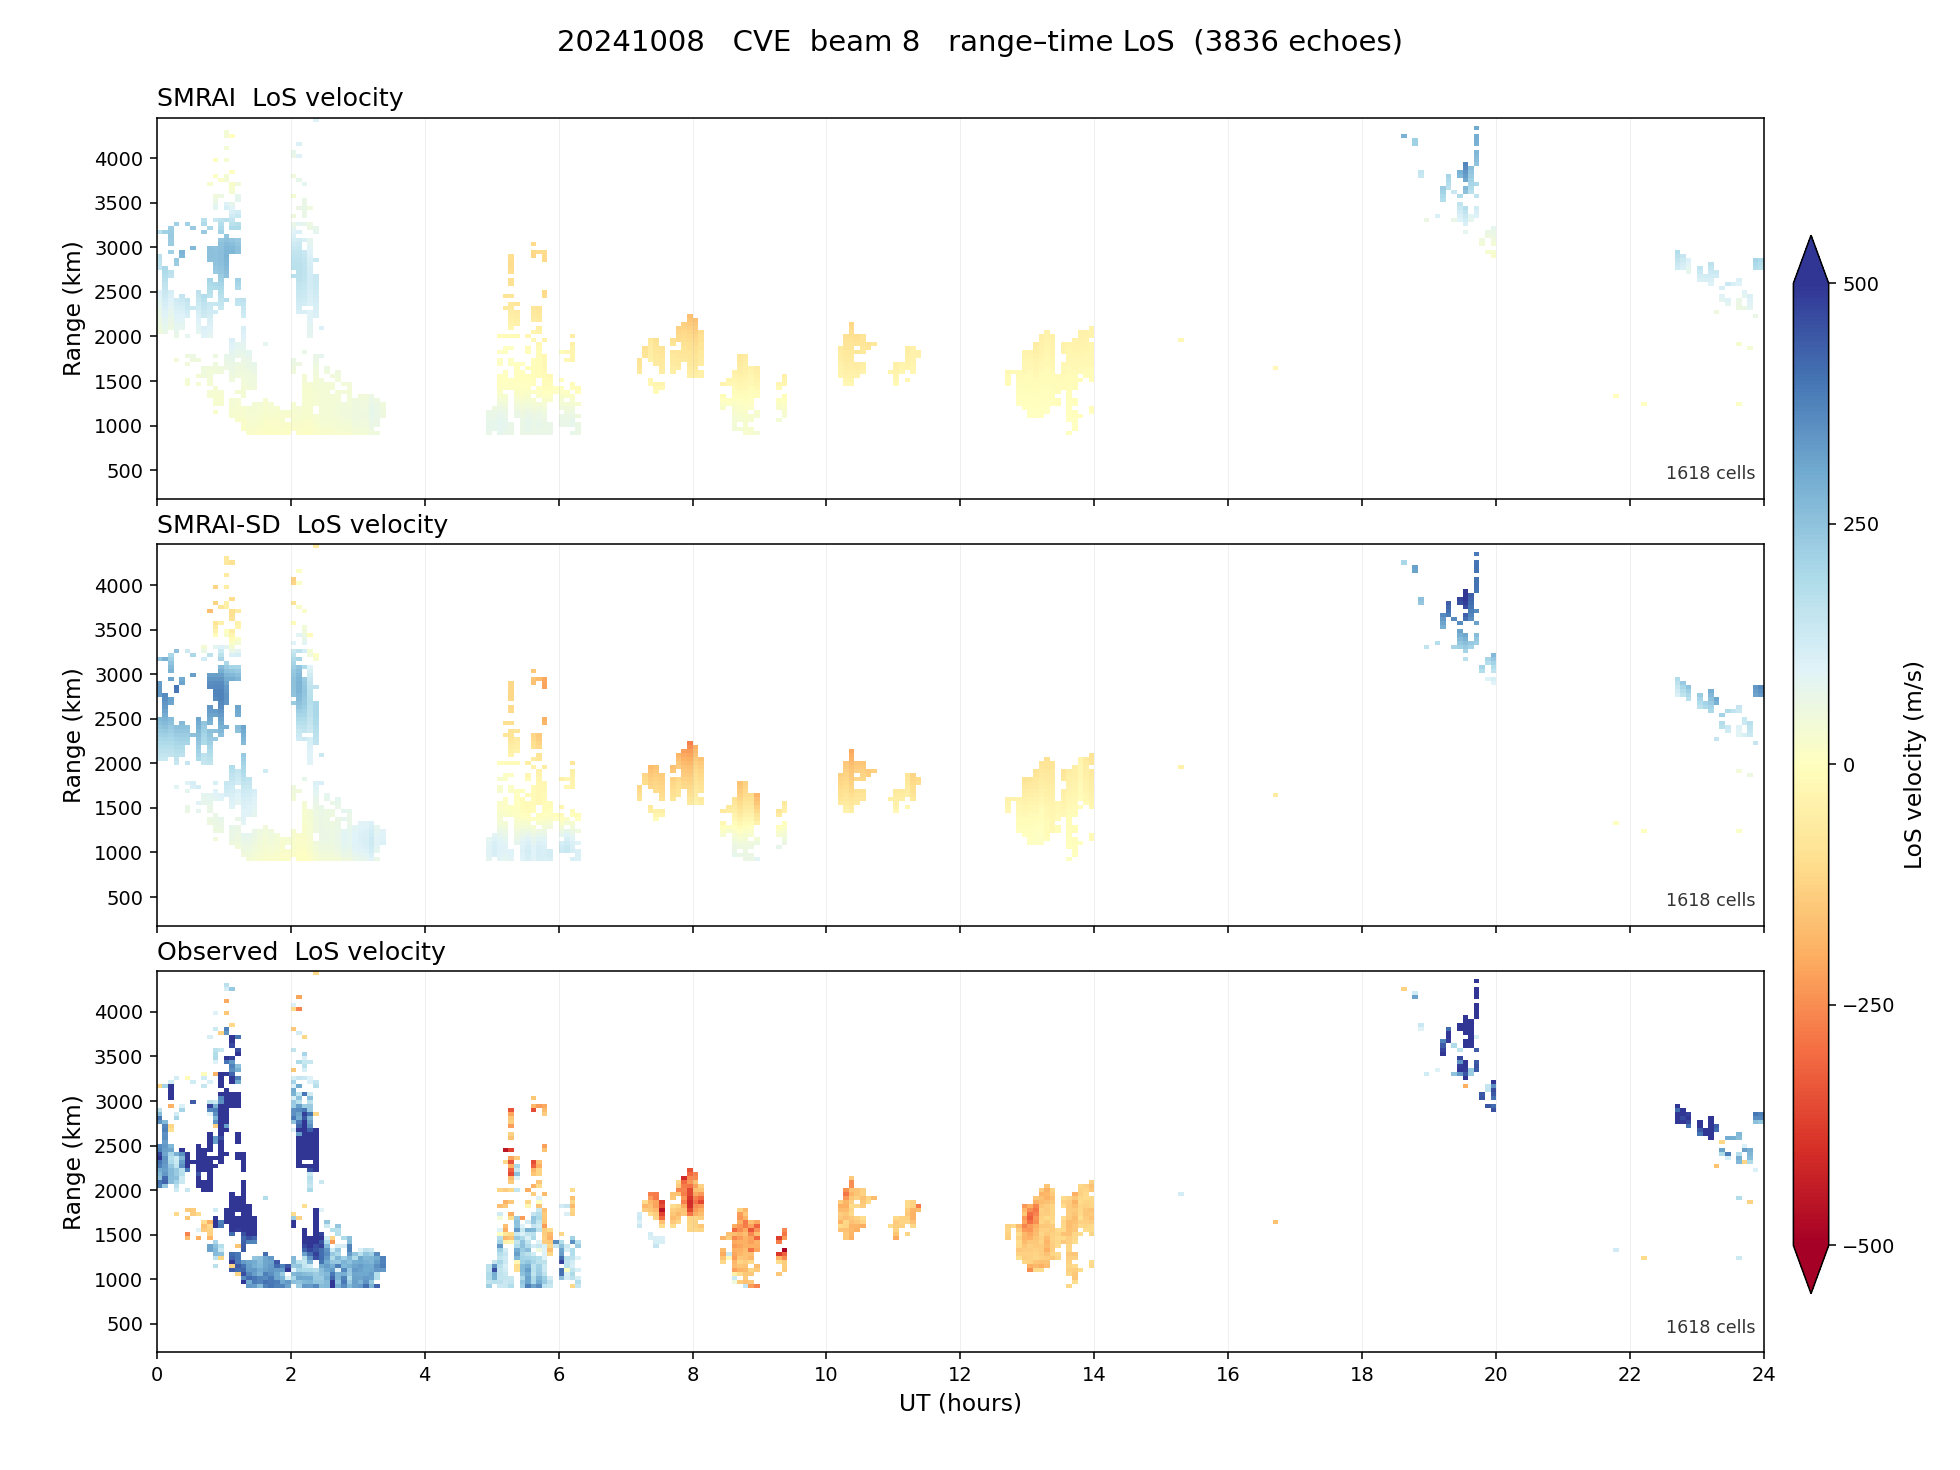 20241008   CVE  beam 8   range–time LoS  (3836 echoes)
SMRAI  LoS velocity
4000
3500
3000
2500
2000
1500
1000
500
Range (km)
1618 cells
SMRAI-SD  LoS velocity
4000
3500
3000
2500
2000
1500
1000
500
Range (km)
1618 cells
Observed  LoS velocity
4000
3500
3000
2500
2000
1500
1000
500
Range (km)
1618 cells
0 2 4 6 8 10 12 14 16 18 20 22 24
UT (hours)
500
250
0
−250
−500
LoS velocity (m/s)